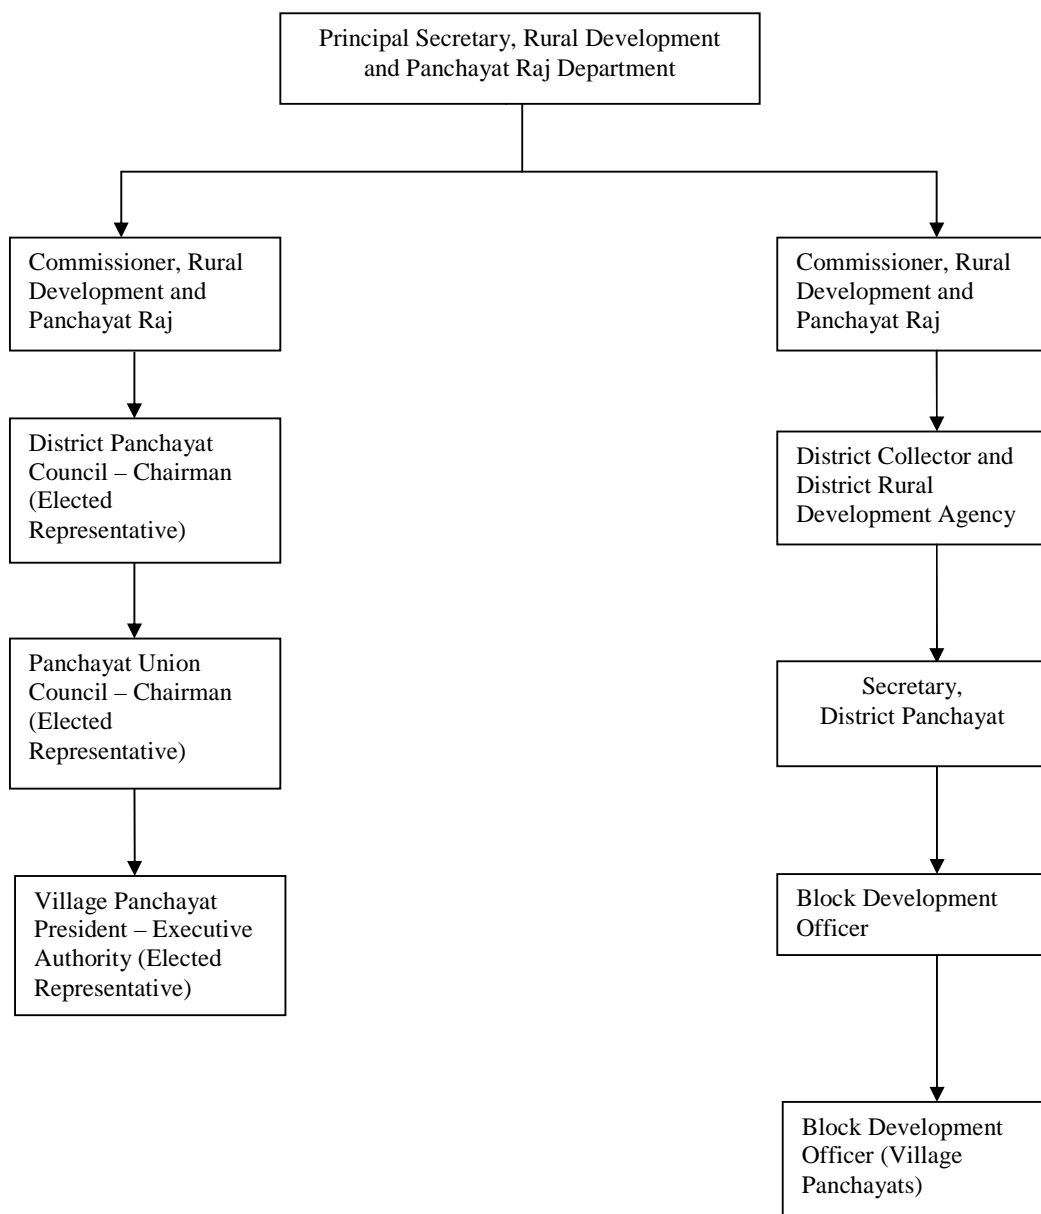 Principal Secretary, Rural Development
and Panchayat Raj Department
Commissioner, Rural
Development and
Panchayat Raj
District Panchayat
Council – Chairman
(Elected
Representative)
Panchayat Union
Council – Chairman
(Elected
Representative)
Village Panchayat
President – Executive
Authority (Elected
Representative)
Commissioner, Rural
Development and
Panchayat Raj
District Collector and
District Rural
Development Agency
Secretary,
District Panchayat
Block Development
Officer
Block Development
Officer (Village
Panchayats)